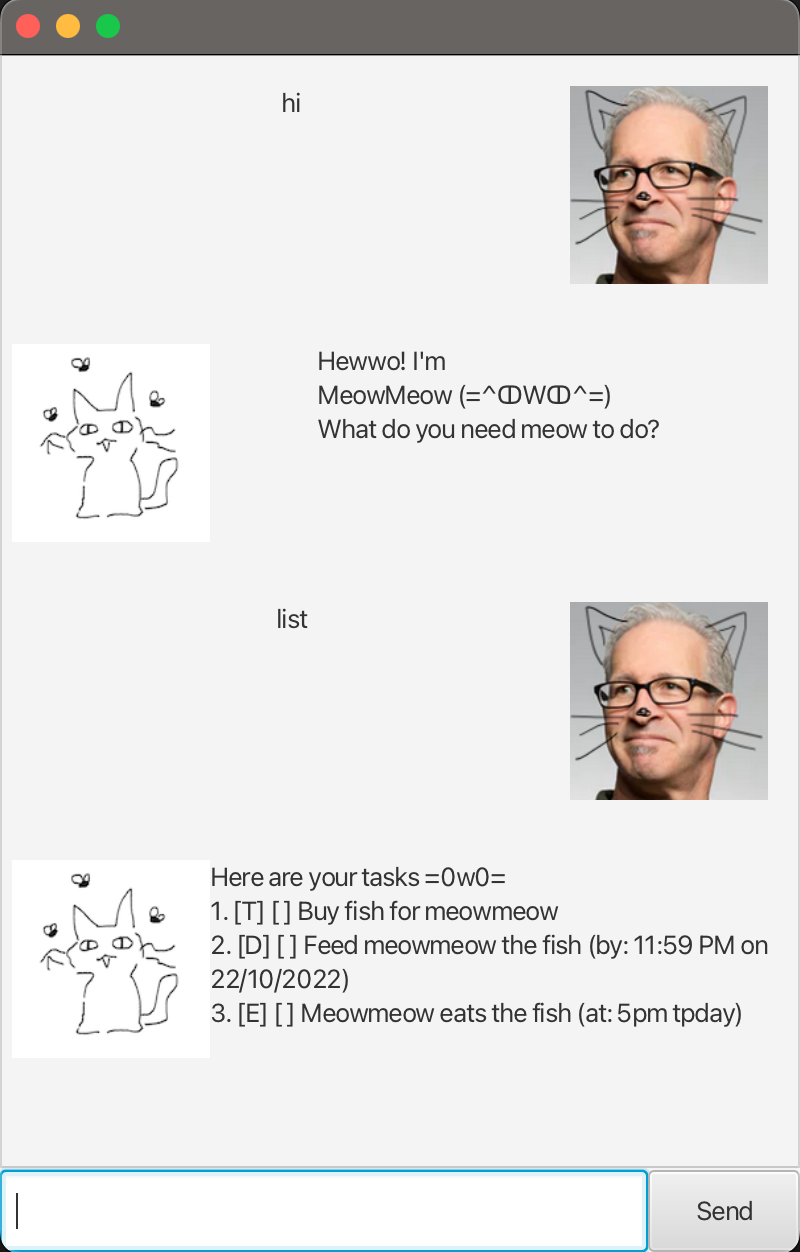 hi
Hewwo! I'm
MeowMeow (=^ↀWↀ^=)
What do you need meow to do?
list
Here are your tasks =0w0=
1. [T] [ ] Buy fish for meowmeow
2. [D] [ ] Feed meowmeow the fish (by: 11:59 PM on
22/10/2022)
3. [E] [ ] Meowmeow eats the fish (at: 5pm tpday)
Send